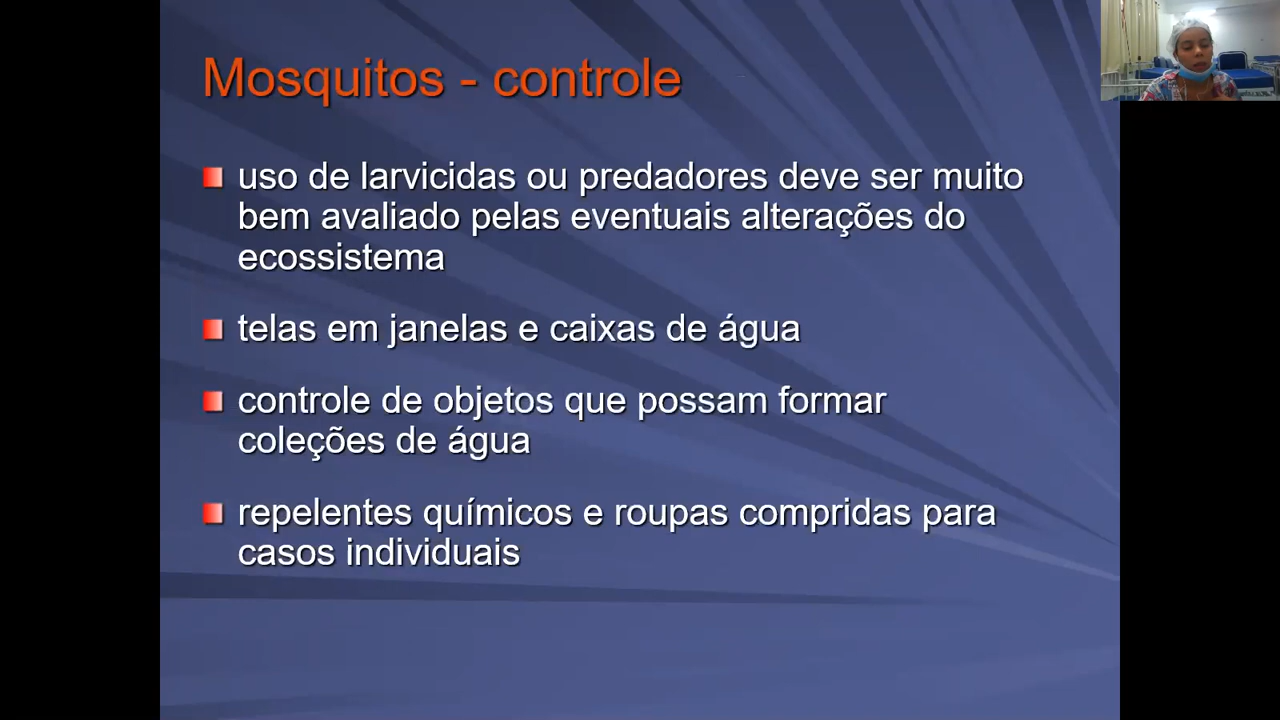 Mosquitos - controle
uso de larvicidas ou predadores deve ser muito
bem avaliado pelas eventuais alterações do
ecossistema
telas em janelas e caixas de água
controle de objetos que possam formar
coleções de água
repelentes químicos e roupas compridas para
casos individuais